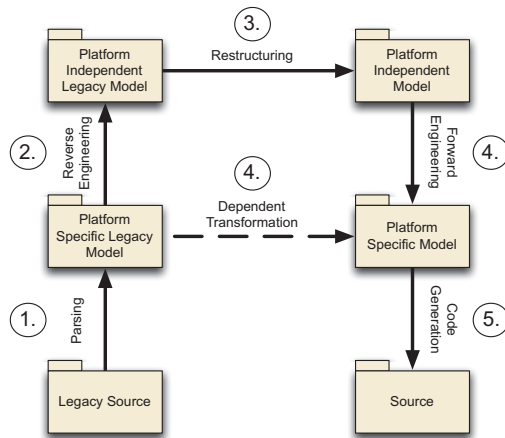 3.
Platform
Independent
Legacy Model
Restructuring
Platform
Independent
Model
2.
Reverse
Engineering
Forward
Engineering
4.
4.
Dependent
Transformation
Platform
Specific Legacy
Model
Platform
Specific Model
1.
Parsing
Code
Generation
5.
Legacy Source
Source